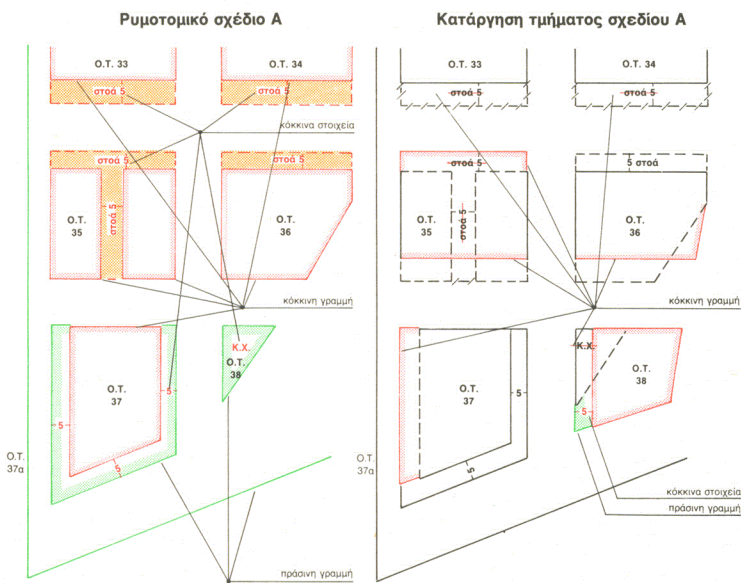 Ρυμοτομικό σχέδιο Α
Ο.Τ. 33
Ο.Τ. 34
στοά 5
στοά 5
κόκκινα στοιχεία
στοά 5
στοά 5
Ο.Τ.
35
στοά 5
Ο.Τ.
36
κόκκινη γραμμή
Κ.Χ.
Ο.Τ.
38
Ο.Τ.
37
5
5
5
Ο.Τ.
37α
πράσινη γραμμή
Κατάργηση τμήματος σχεδίου Α
Ο.Τ. 33
Ο.Τ. 34
στοά 5
στοά 5
στοά 5
5 στοά
Ο.Τ.
35
στοά 5
Ο.Τ.
36
κόκκινη γραμμή
Κ.Χ.
Ο.Τ.
38
Ο.Τ.
37
5
5
5
Ο.Τ.
37α
κόκκινα στοιχεία
πράσινη γραμμή